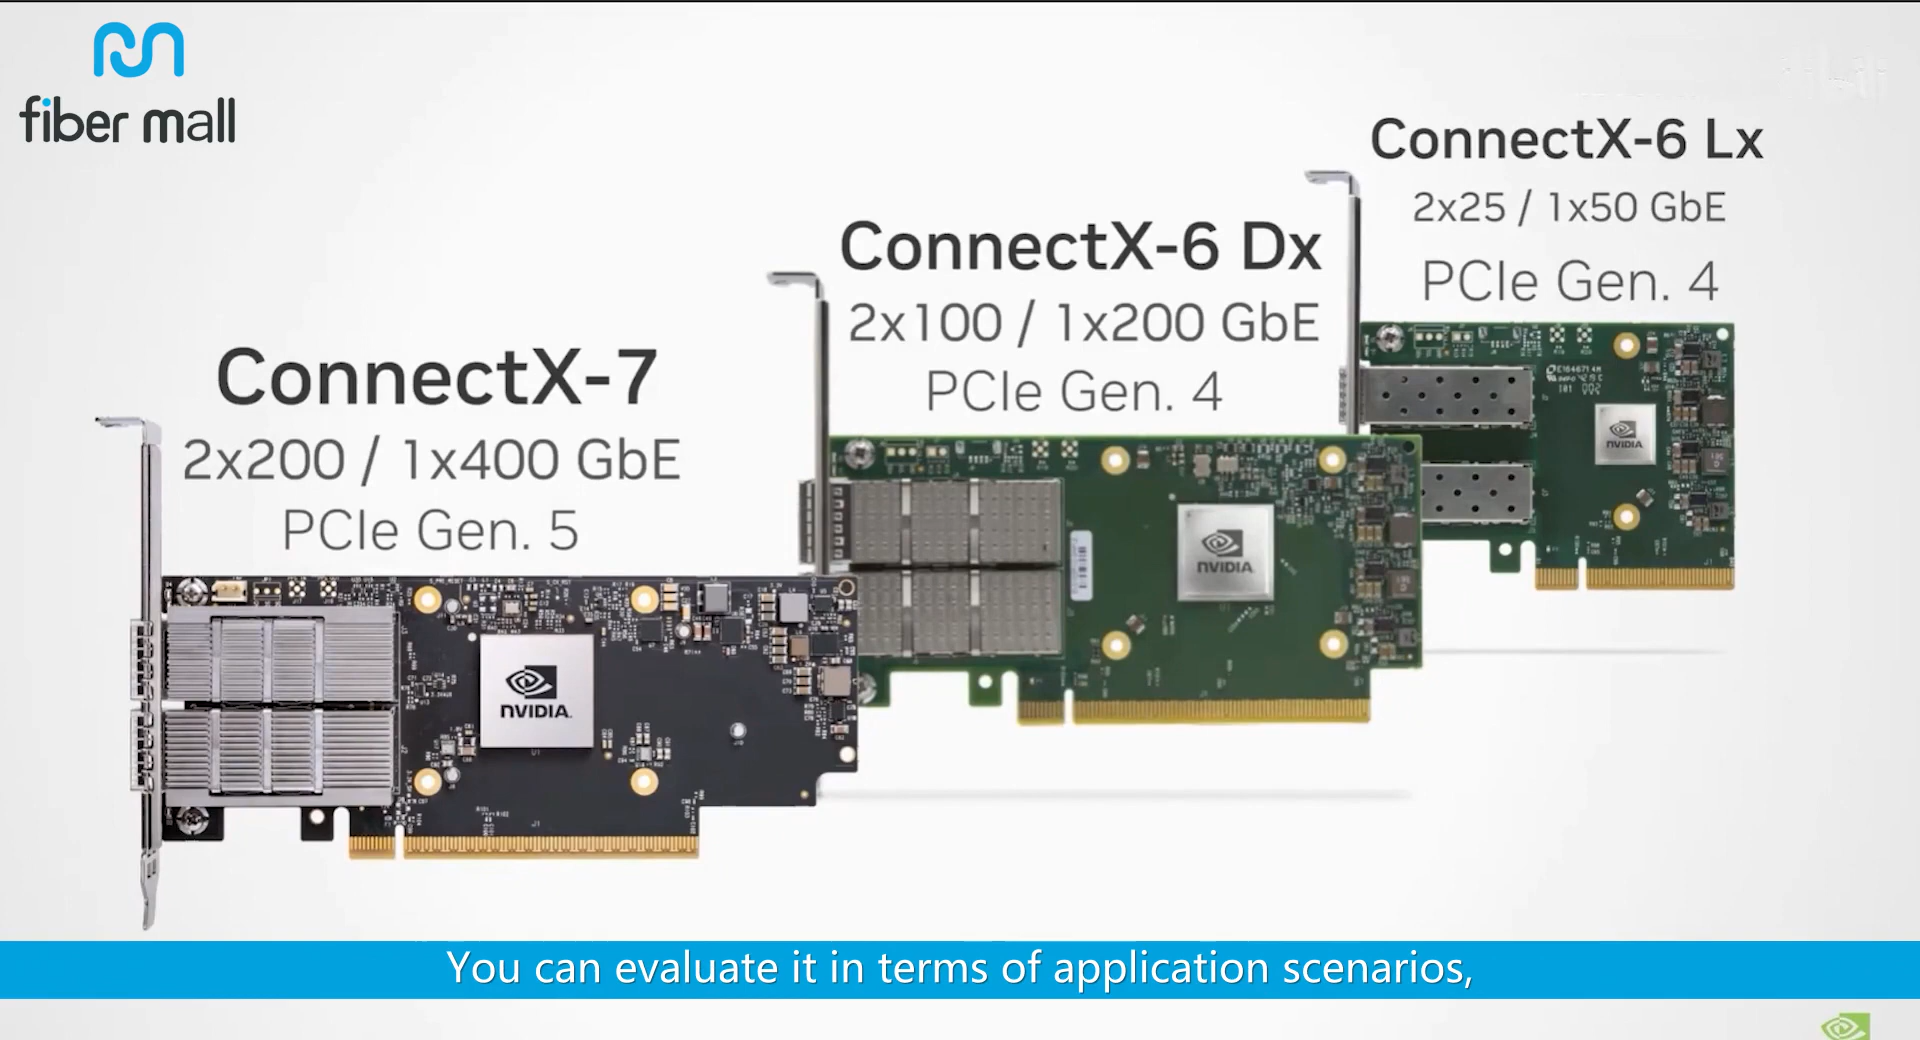 fiber mall
ConnectX-6 Lx
2x25 / 1x50 GbE
PCIe Gen. 4
ConnectX-6 Dx
2x100 / 1x200 GbE
PCIe Gen. 4
ConnectX-7
2x200 / 1x400 GbE
PCIe Gen. 5
NVIDIA
NVIDIA
NVIDIA.
You can evaluate it in terms of application scenarios,